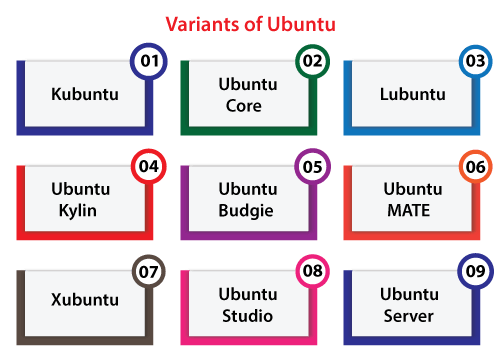 Variants of Ubuntu
01
Kubuntu
02
Ubuntu
Core
03
Lubuntu
04
Ubuntu
Kylin
05
Ubuntu
Budgie
06
Ubuntu
MATE
07
Xubuntu
08
Ubuntu
Studio
09
Ubuntu
Server